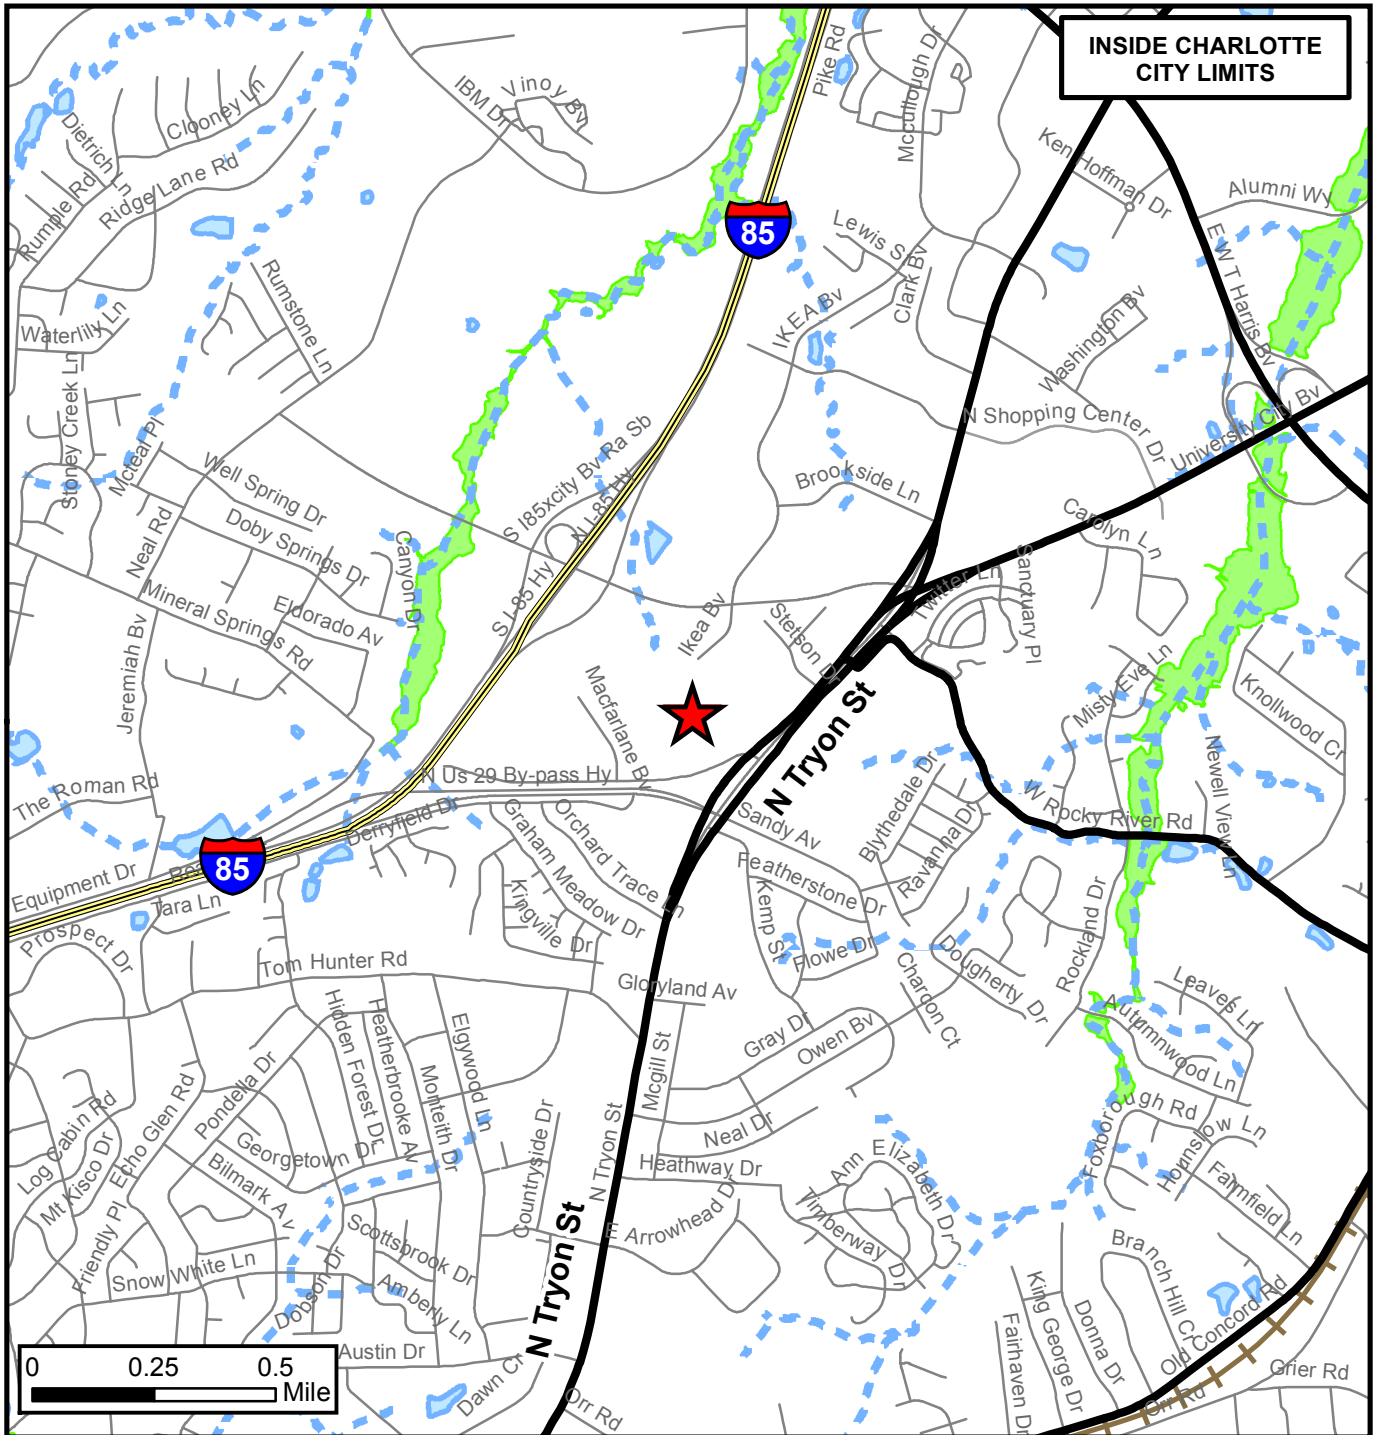 INSIDE CHARLOTTE
CITY LIMITS
Pike Rd
Mccullough Dr
IBM Dr
Vinoy Bv
Clooney Ln
Dietrich Ln
Ridge Lane Rd
Rumple Rd
Ken Hoffman Dr
Alumni Wy
E W T Harris Bv
85
Lewis St
Clark Bv
IKEA Bv
Washington Bv
Rumstone Ln
Waterlily Ln
Stoney Creek Ln
Mcleal Pl
N Shopping Center Dr
University City Bv
Well Spring Dr
S I85xcity Bv Ra Sb
N I-85 Hy
Brookside Ln
Carolyn Ln
Neal Rd
Doby Springs Dr
Canyon Dr
S I-85 Hy
Twitter Ln
Sanctuary Pl
Mineral Springs Rd
Eldorado Av
Jeremiah Bv
Ikea Bv
Stetson Dr
Misty Eve Ln
Knollwood Cr
Macfarlane Bv
N Tryon St
Newell View Ln
N Us 29 By-pass Hy
The Roman Rd
Derryfield Dr
Sandy Av
Blythedale Dr
Ravanna Dr
W Rocky River Rd
Orchard Trace Ln
Graham Meadow Dr
Kingville Dr
Featherstone Dr
Kemp St
Flowe Dr
85
Equipment Dr
Tara Ln
Prospect Dr
Tom Hunter Rd
Gloryland Av
Chardon Ct
Dougherty Dr
Rockland Dr
Leaves Ln
Autumnwood Ln
Hidden Forest Dr
Heatherbrooke Av
Elgywood Ln
Monteith Dr
Mcgill St
Gray Dr
Owen Bv
Pondella Dr
Echo Glen Rd
Log Cabin Rd
Mt Kisco Dr
Georgetown Dr
Bilmark Av
Countryside Dr
N Tryon St
Neal Dr
Heathway Dr
Ann Elizabeth Dr
Timberway Dr
Foxborough Rd
Hounslow Ln
Farmfield Ln
Friendly Pl
Snow White Ln
Scottsbrook Dr
Dobson Dr
Amberly Ln
N Tryon St
E Arrowhead Dr
Branch Hill Cr
King George Dr
Donna Dr
Fairhaven Dr
Old Concord Rd
Grier Rd
Orr Rd
Austin Dr
Dawn Cr
Orr Rd
0 0.25 0.5
Mile